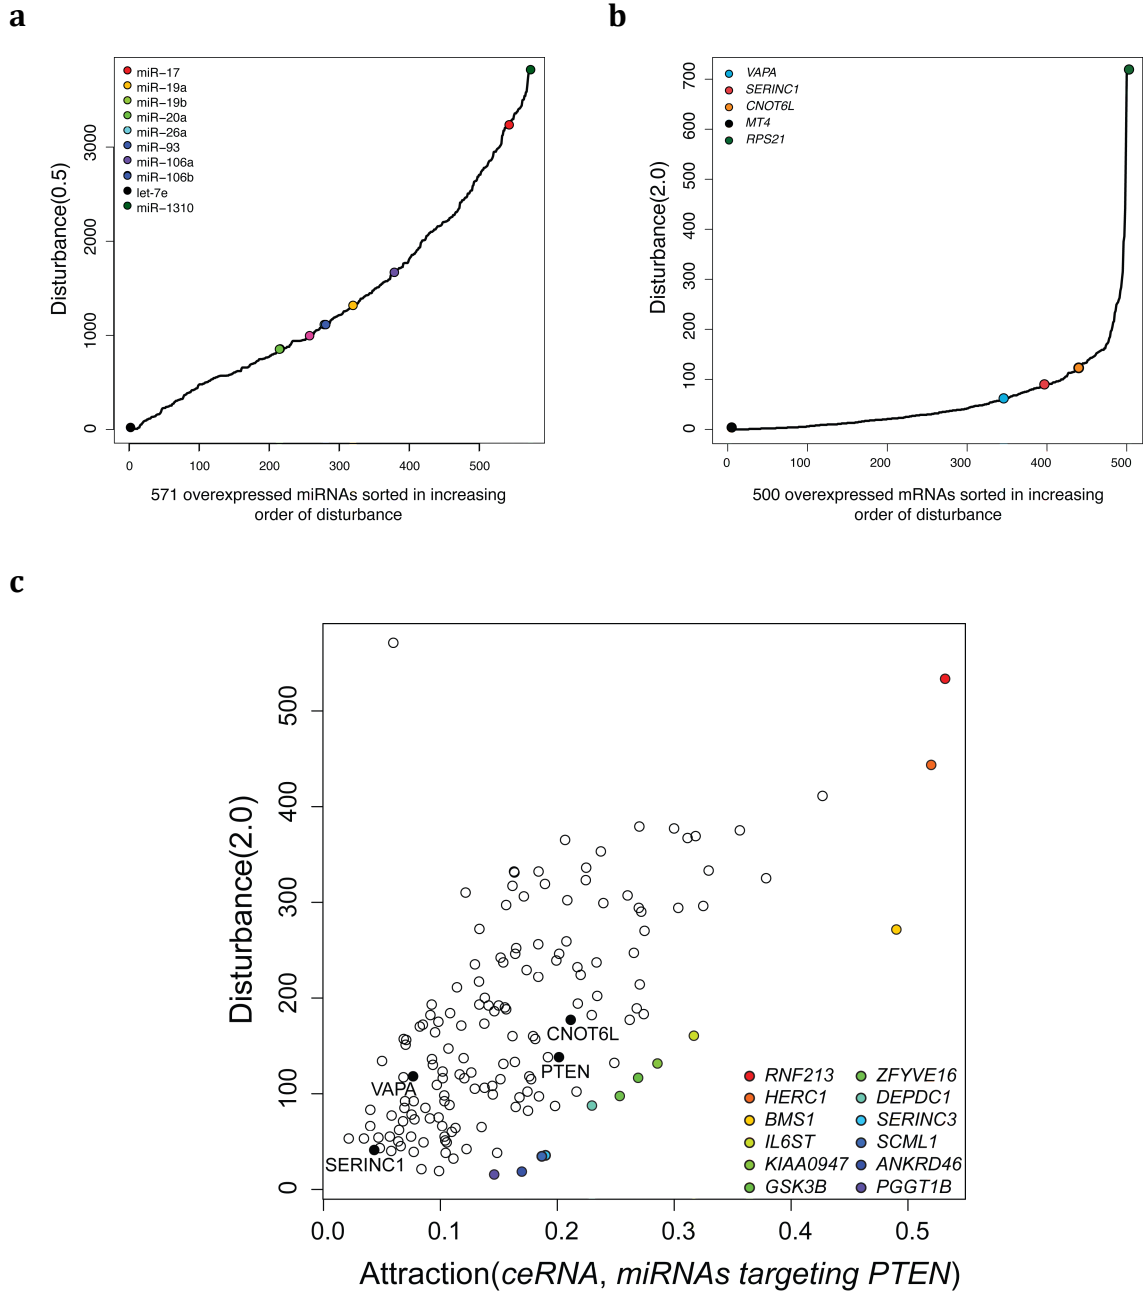 a
miR−17
miR−19a
miR−19b
miR−20a
miR−26a
miR−93
miR−106a
miR−106b
let−7e
miR−1310
Disturbance(0.5)
3000
2000
1000
0
0 100 200 300 400 500
571 overexpressed miRNAs sorted in increasing
order of disturbance
b
VAPA
SERINC1
CNOT6L
MT4
RPS21
Disturbance(2.0)
700
600
500
400
300
200
100
0
0 100 200 300 400 500
500 overexpressed mRNAs sorted in increasing
order of disturbance
c
Disturbance(2.0)
500
400
300
200
100
0
CNOT6L
PTEN
VAPA
SERINC1
RNF213 ZFYVE16
HERC1 DEPDC1
BMS1 SERINC3
IL6ST SCML1
KIAA0947 ANKRD46
GSK3B PGGT1B
0.0 0.1 0.2 0.3 0.4 0.5
Attraction(ceRNA, miRNAs targeting PTEN)